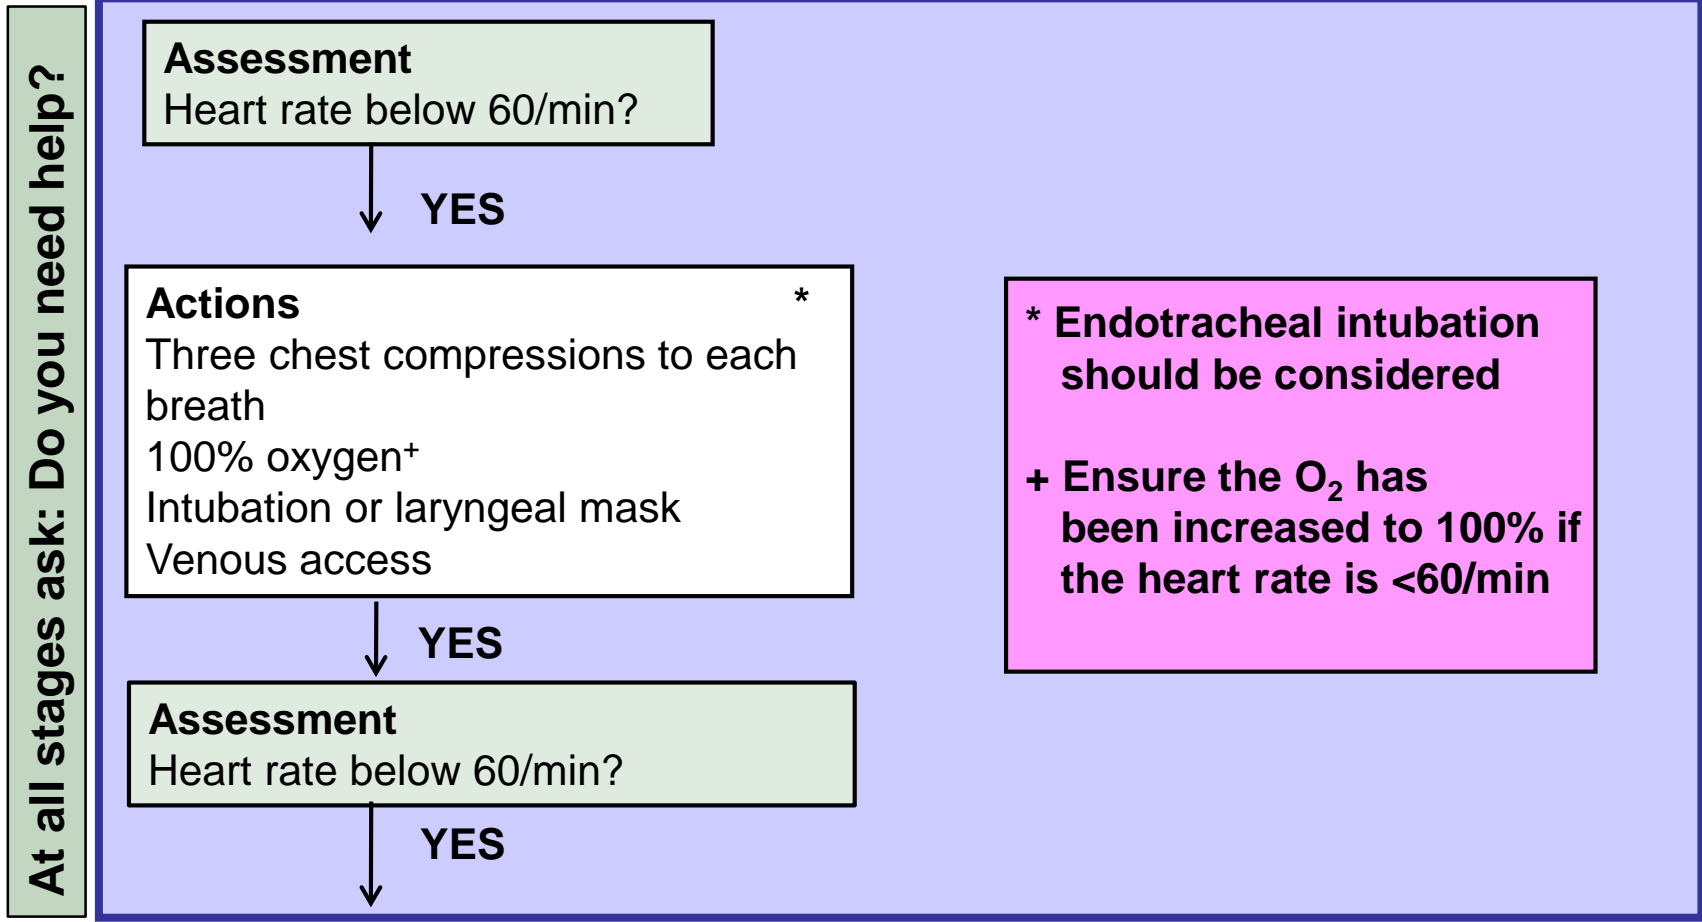 At all stages ask: Do you need help?
Assessment
Heart rate below 60/min?
YES
Actions *
Three chest compressions to each
breath
100% oxygen⁺
Intubation or laryngeal mask
Venous access
YES
Assessment
Heart rate below 60/min?
YES
* Endotracheal intubation
should be considered
+ Ensure the O₂ has
been increased to 100% if
the heart rate is <60/min